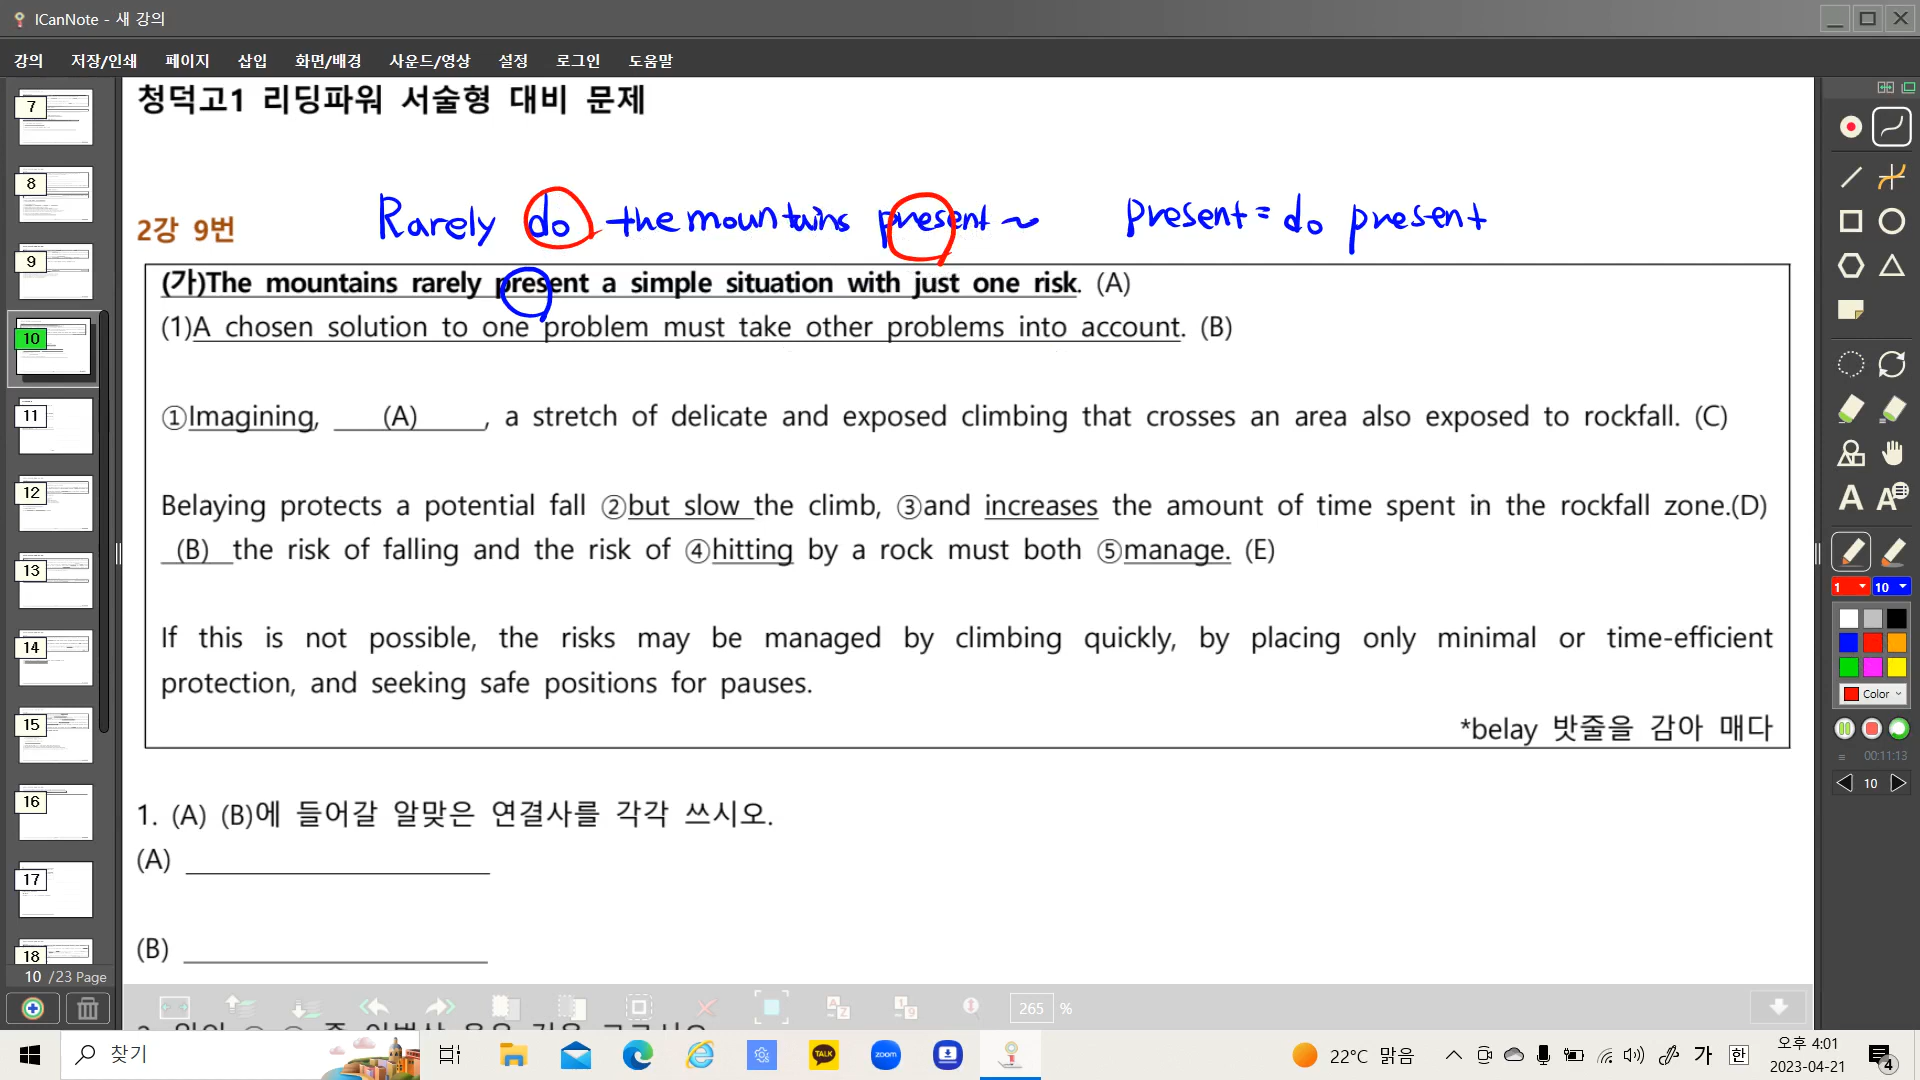 ICanNote - 새 강의
강의 저장/인쇄 페이지 삽입 화면/배경 사운드/영상 설정 로그인 도움말
청덕고1 리딩파워 서술형 대비 문제
Rarely do the mountains present ~ present = do present
2강 9번
(가)The mountains rarely present a simple situation with just one risk. (A)
(1)A chosen solution to one problem must take other problems into account. (B)
①Imagining, (A) , a stretch of delicate and exposed climbing that crosses an area also exposed to rockfall. (C)
Belaying protects a potential fall ②but slow the climb, ③and increases the amount of time spent in the rockfall zone.(D)
(B) the risk of falling and the risk of ④hitting by a rock must both ⑤manage. (E)
If this is not possible, the risks may be managed by climbing quickly, by placing only minimal or time-efficient
protection, and seeking safe positions for pauses.
*belay 밧줄을 감아 매다
1. (A) (B)에 들어갈 알맞은 연결사를 각각 쓰시오.
(A)
(B)
7
8
9
10
11
12
13
14
15
16
17
18
10 /23 Page
265 %
1 10
Color
00:11:13
10
찾기
TALK
zoom
22°C 맑음
가 한
오후 4:01
2023-04-21
4